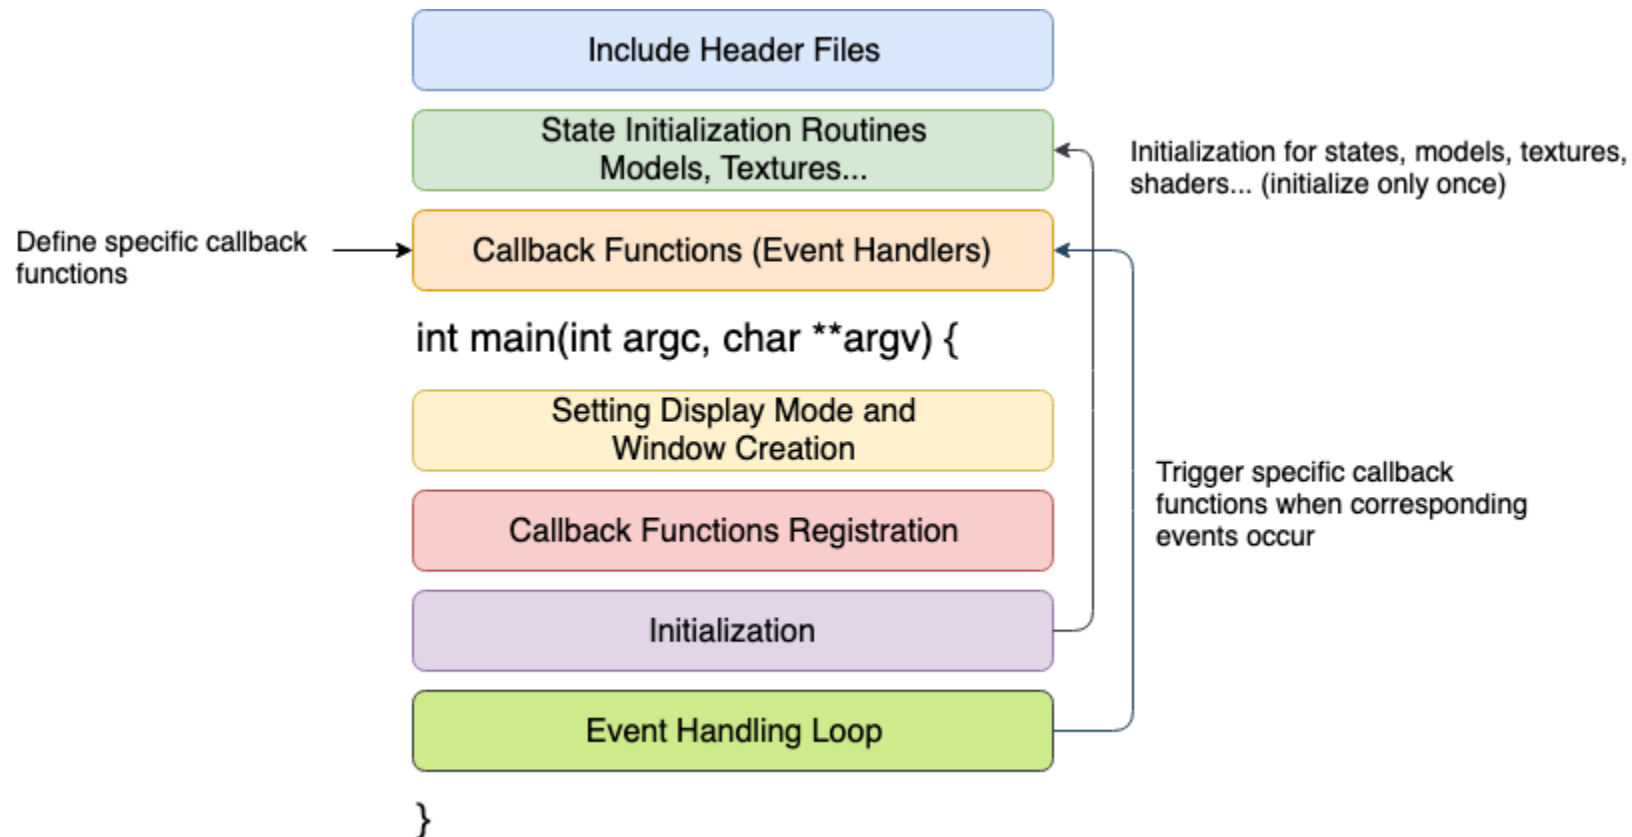 Include Header Files
State Initialization Routines
Models, Textures...
Initialization for states, models, textures,
shaders... (initialize only once)
Define specific callback
functions
Callback Functions (Event Handlers)
int main(int argc, char **argv) {
Setting Display Mode and
Window Creation
Callback Functions Registration
Trigger specific callback
functions when corresponding
events occur
Initialization
Event Handling Loop
}